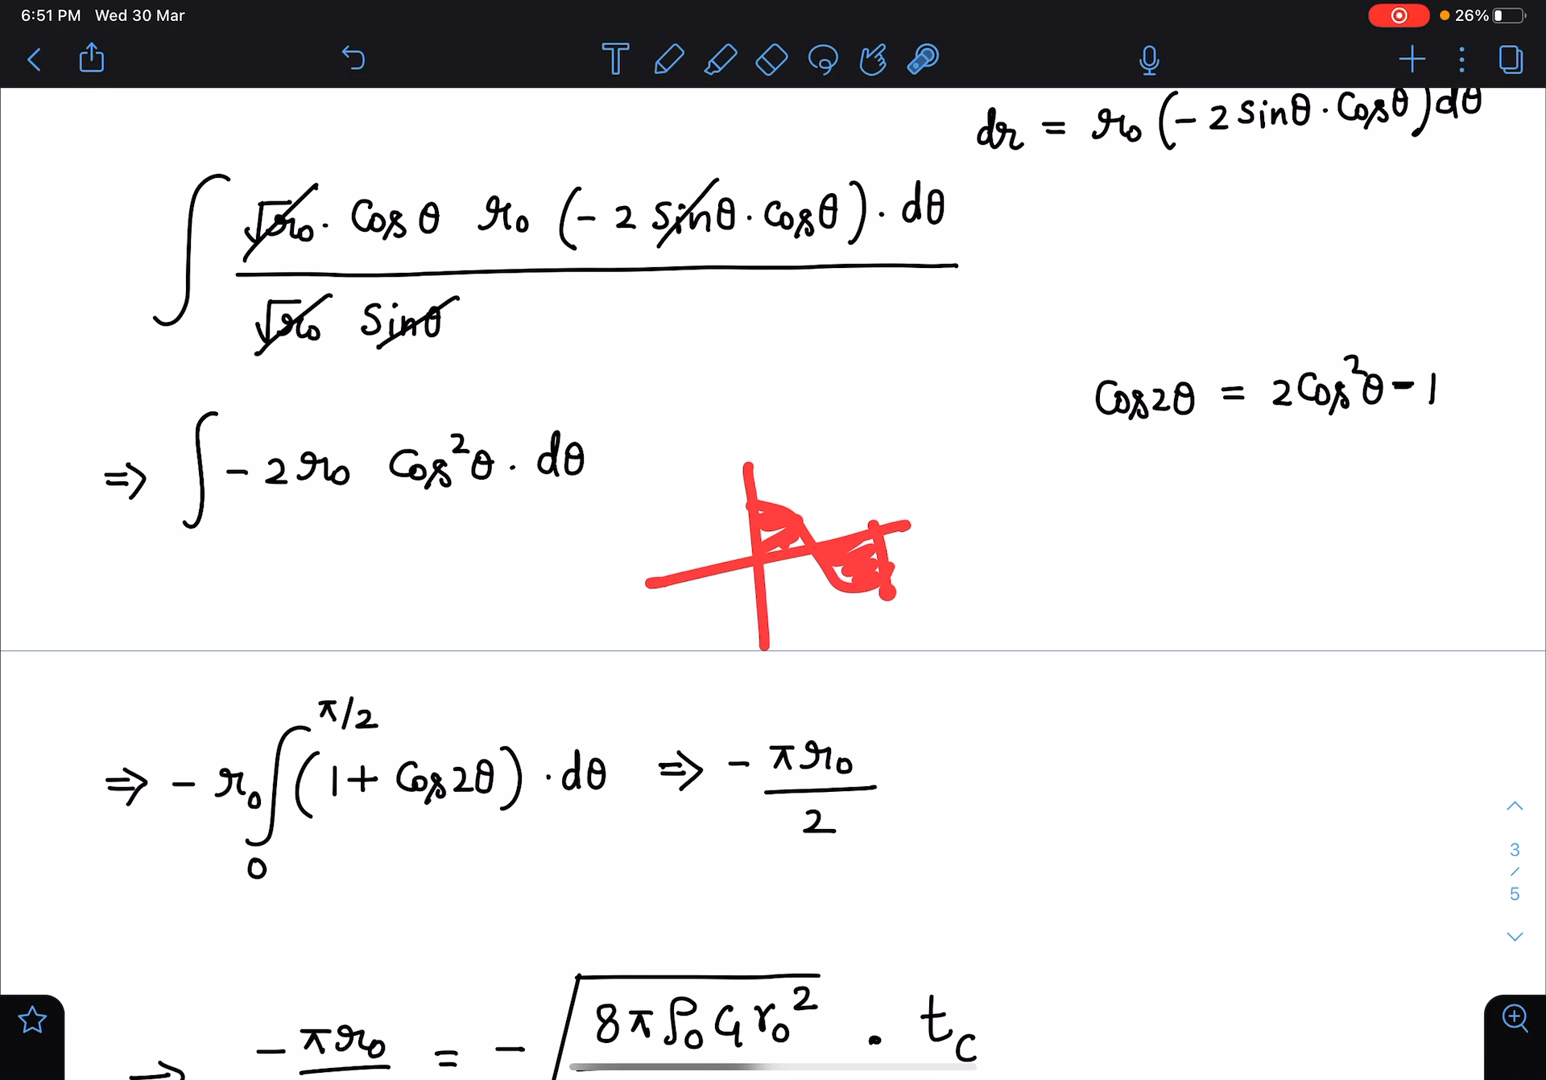 6:51 PM Wed 30 Mar 26%
dr = r₀ (-2 sinθ · Cosθ) dθ
∫ √r₀ · Cos θ r₀ (-2 sinθ · cosθ) · dθ
√r₀ sinθ
Cos2θ = 2Cos²θ - 1
=> ∫ -2r₀ Cos²θ · dθ
=> - r₀ ∫₀^π/2 (1 + Cos2θ) · dθ => - πr₀
2
3
/
5
=> - πr₀ = - √8πρ₀Gr₀² · t_c